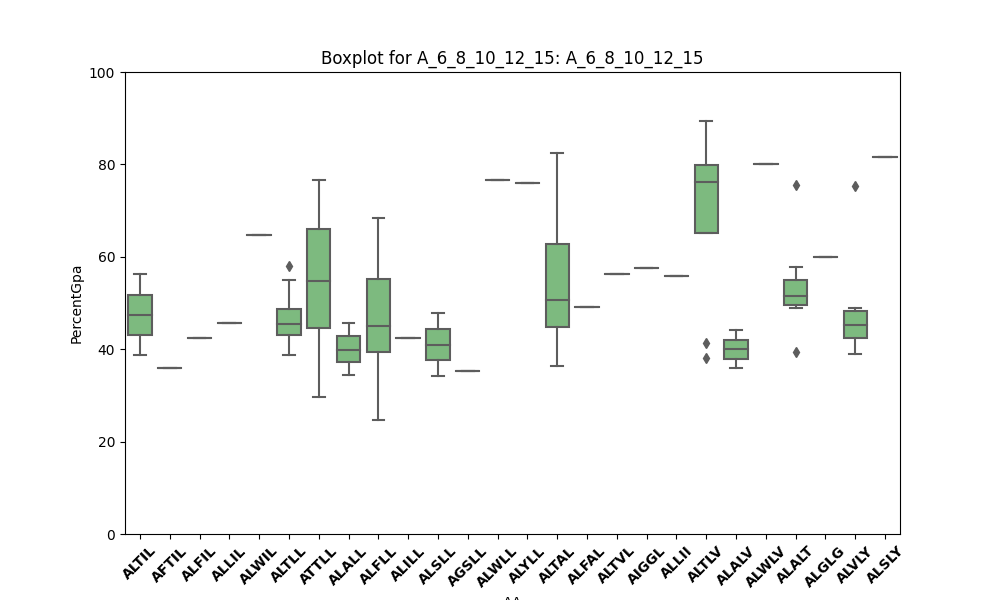 Boxplot for A_6_8_10_12_15: A_6_8_10_12_15
100
80
60
40
20
0
PercentGpa
ALTIL AFTIL ALFIL ALLIL ALWIL ALTLL ATTLL ALALL ALFLL ALILL ALSLL AGSLL ALWLL ALYLL ALTAL ALFAL ALTVL AIGGL ALLII ALTLV ALALV ALWLV ALALT ALGLG ALVLY ALSLY
AA